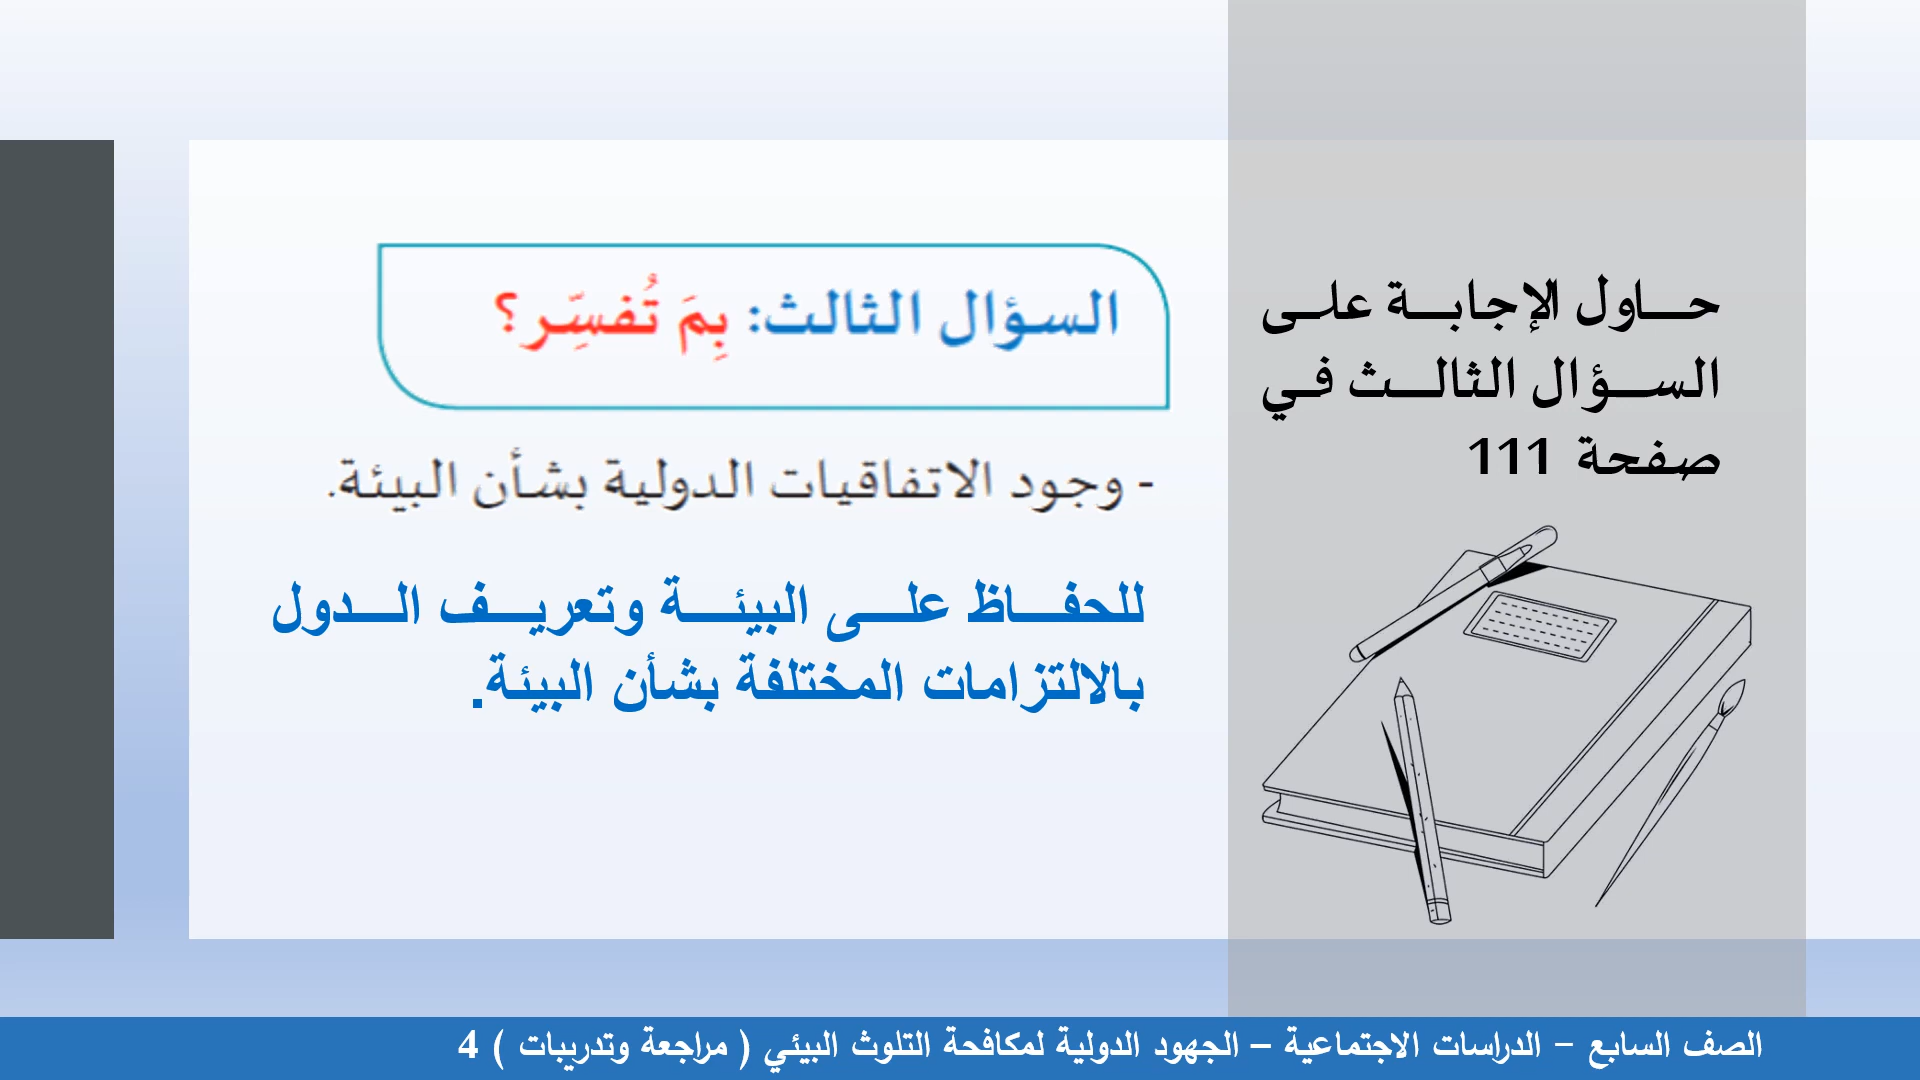 حاول الإجابة على
السؤال الثالث في
صفحة 111
السؤال الثالث: بِمَ تُفسِّر؟
- وجود الاتفاقيات الدولية بشأن البيئة.
للحفاظ على البيئة وتعريف الدول
بالالتزامات المختلفة بشأن البيئة.
الصف السابع – الدراسات الاجتماعية – الجهود الدولية لمكافحة التلوث البيئي ( مراجعة وتدريبات ) 4